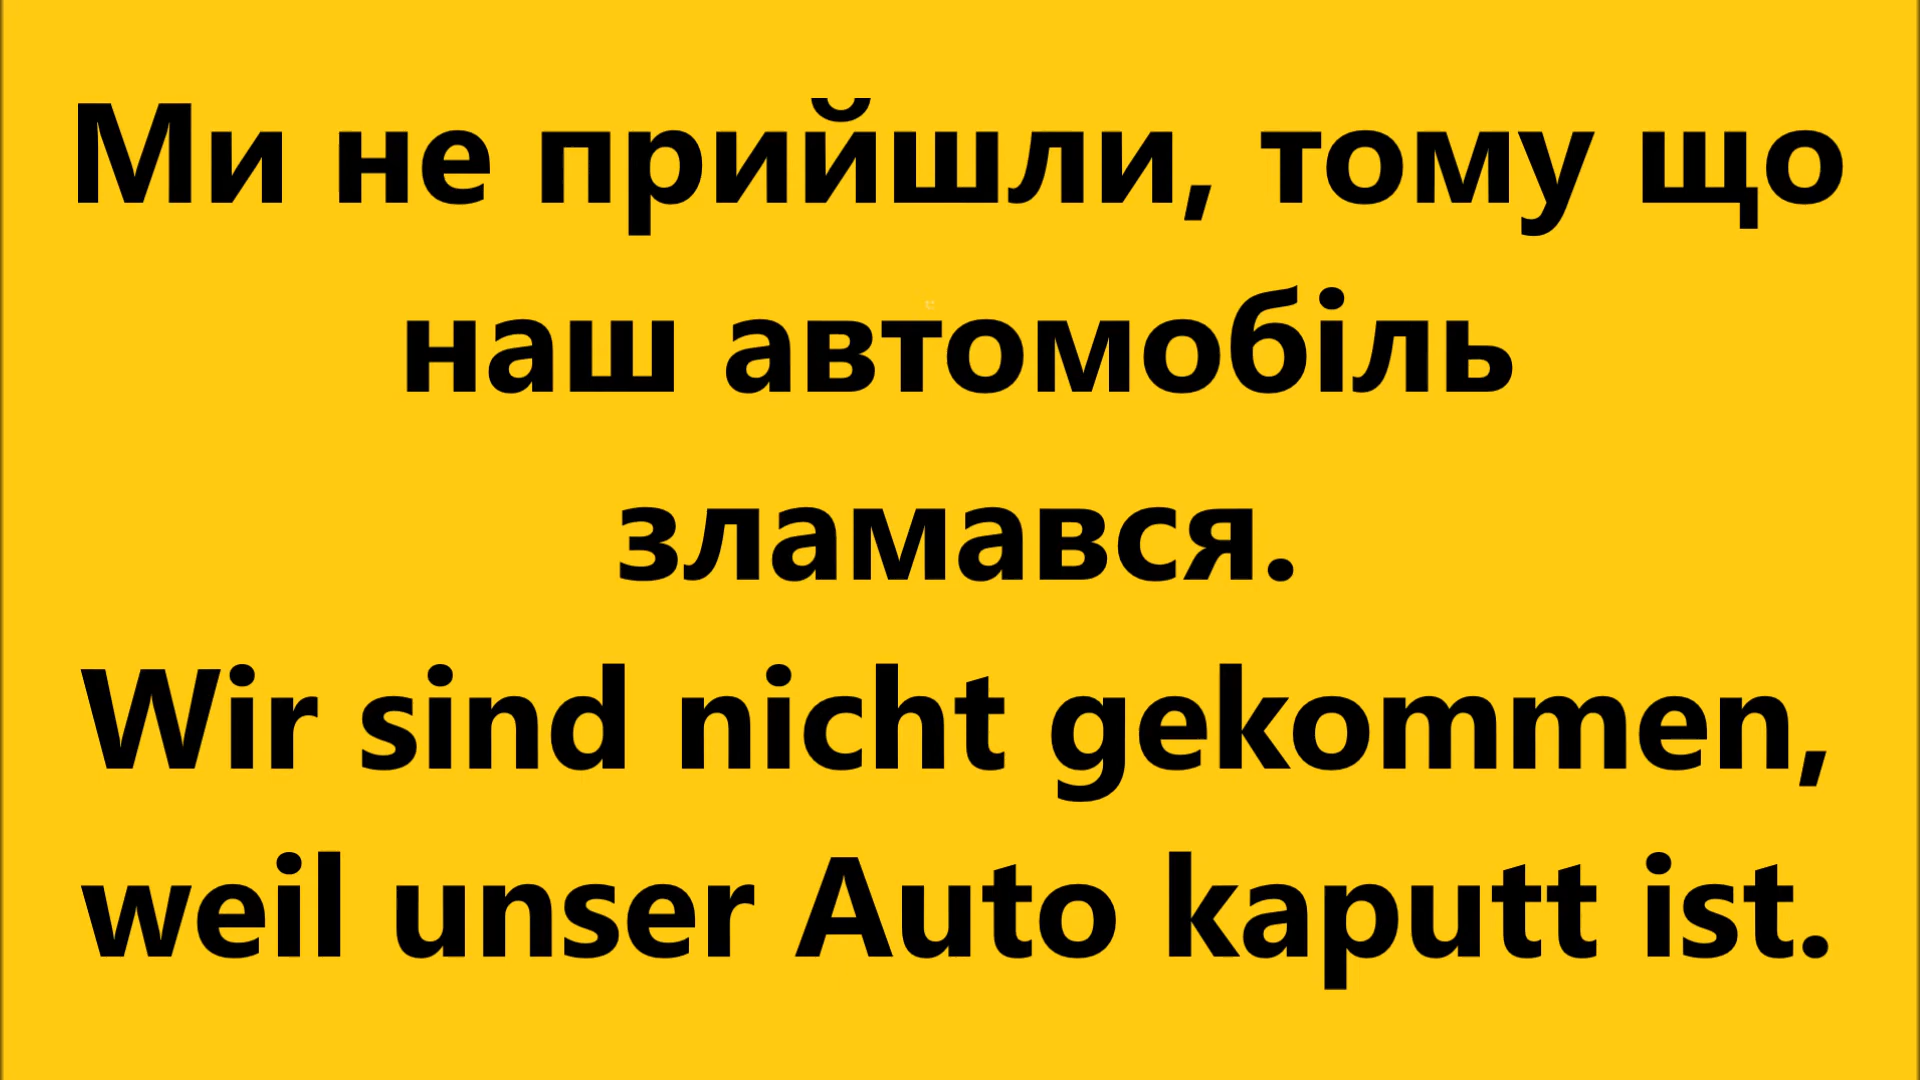 Ми не прийшли, тому що
наш автомобіль
зламався.
Wir sind nicht gekommen,
weil unser Auto kaputt ist.